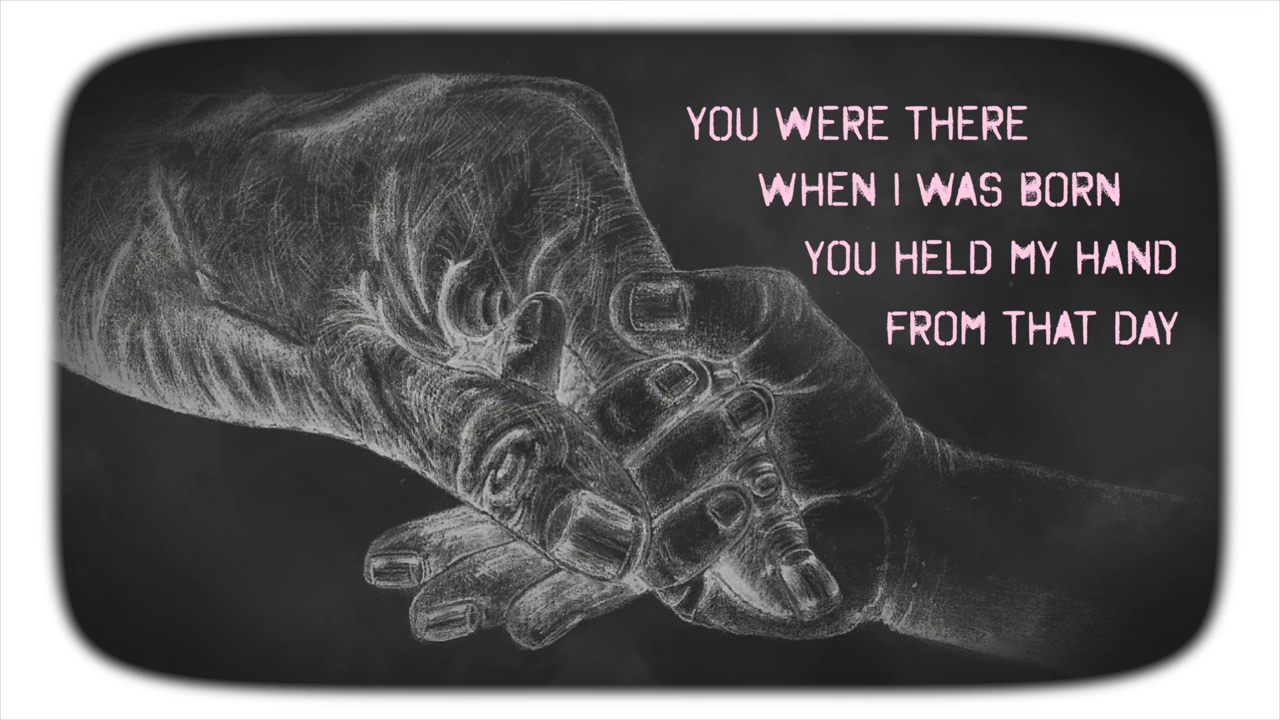 YOU WERE THERE
WHEN I WAS BORN
YOU HELD MY HAND
FROM THAT DAY